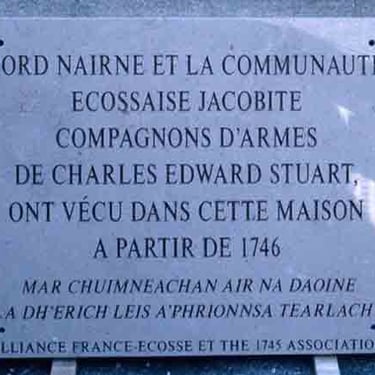 ORD NAIRNE ET LA COMMUNAUTE
ECOSSAISE JACOBITE
COMPAGNONS D'ARMES
DE CHARLES EDWARD STUART,
ONT VÉCU DANS CETTE MAISON
A PARTIR DE 1746
MAR CHUIMNEACHAN AIR NA DAOINE
A DH'ERICH LEIS A'PHRIONNSA TEARLACH
LLIANCE FRANCE-ECOSSE ET THE 1745 ASSOCIATION